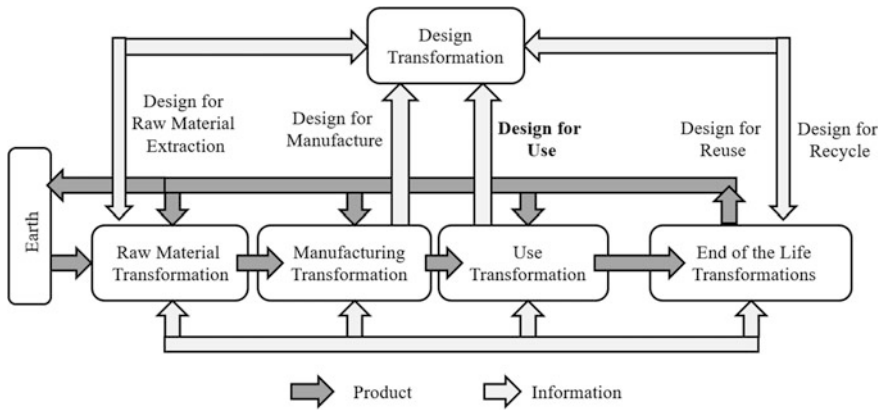 Design
Transformation
Design for
Raw Material
Extraction
Design for
Manufacture
Design for
Use
Design for
Reuse
Design for
Recycle
Earth
Raw Material
Transformation
Manufacturing
Transformation
Use
Transformation
End of the Life
Transformations
Product
Information